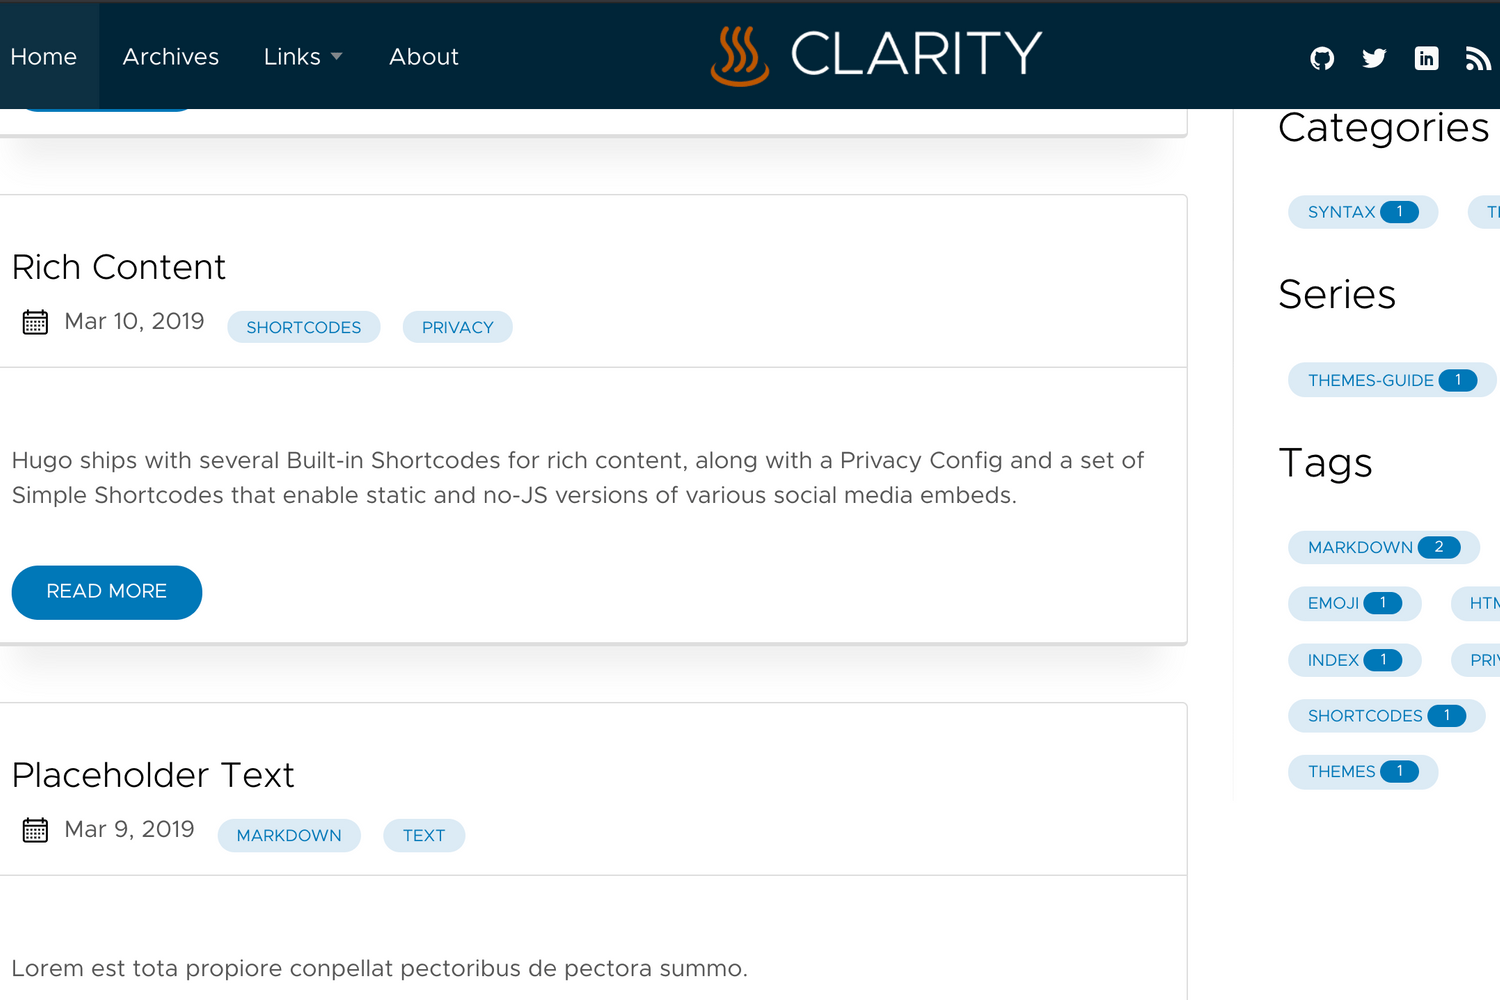 Home Archives Links About
CLARITY
Rich Content
Mar 10, 2019 SHORTCODES PRIVACY
Hugo ships with several Built-in Shortcodes for rich content, along with a Privacy Config and a set of
Simple Shortcodes that enable static and no-JS versions of various social media embeds.
READ MORE
Placeholder Text
Mar 9, 2019 MARKDOWN TEXT
Lorem est tota propiore conpellat pectoribus de pectora summo.
Categories
SYNTAX 1
Series
THEMES-GUIDE 1
Tags
MARKDOWN 2
EMOJI 1
INDEX 1
SHORTCODES 1
THEMES 1